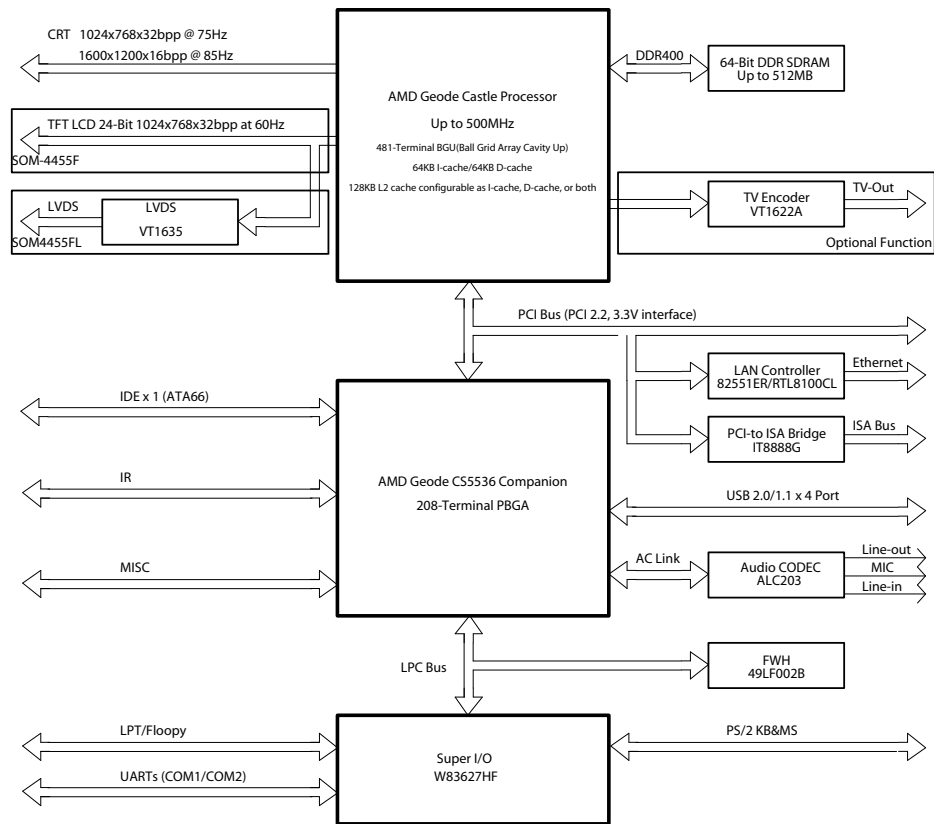 CRT 1024x768x32bpp @ 75Hz
1600x1200x16bpp @ 85Hz
TFT LCD 24-Bit 1024x768x32bpp at 60Hz
SOM-4455F
LVDS
LVDS
VT1635
SOM4455FL
AMD Geode Castle Processor
Up to 500MHz
481-Terminal BGU(Ball Grid Array Cavity Up)
64KB I-cache/64KB D-cache
128KB L2 cache configurable as I-cache, D-cache, or both
DDR400
64-Bit DDR SDRAM
Up to 512MB
TV Encoder
VT1622A
TV-Out
Optional Function
PCI Bus (PCI 2.2, 3.3V interface)
LAN Controller
82551ER/RTL8100CL
Ethernet
PCI-to ISA Bridge
IT8888G
ISA Bus
IDE x 1 (ATA66)
IR
MISC
AMD Geode CS5536 Companion
208-Terminal PBGA
USB 2.0/1.1 x 4 Port
AC Link
Audio CODEC
ALC203
Line-out
MIC
Line-in
LPC Bus
FWH
49LF002B
LPT/Floopy
UARTs (COM1/COM2)
Super I/O
W83627HF
PS/2 KB&MS